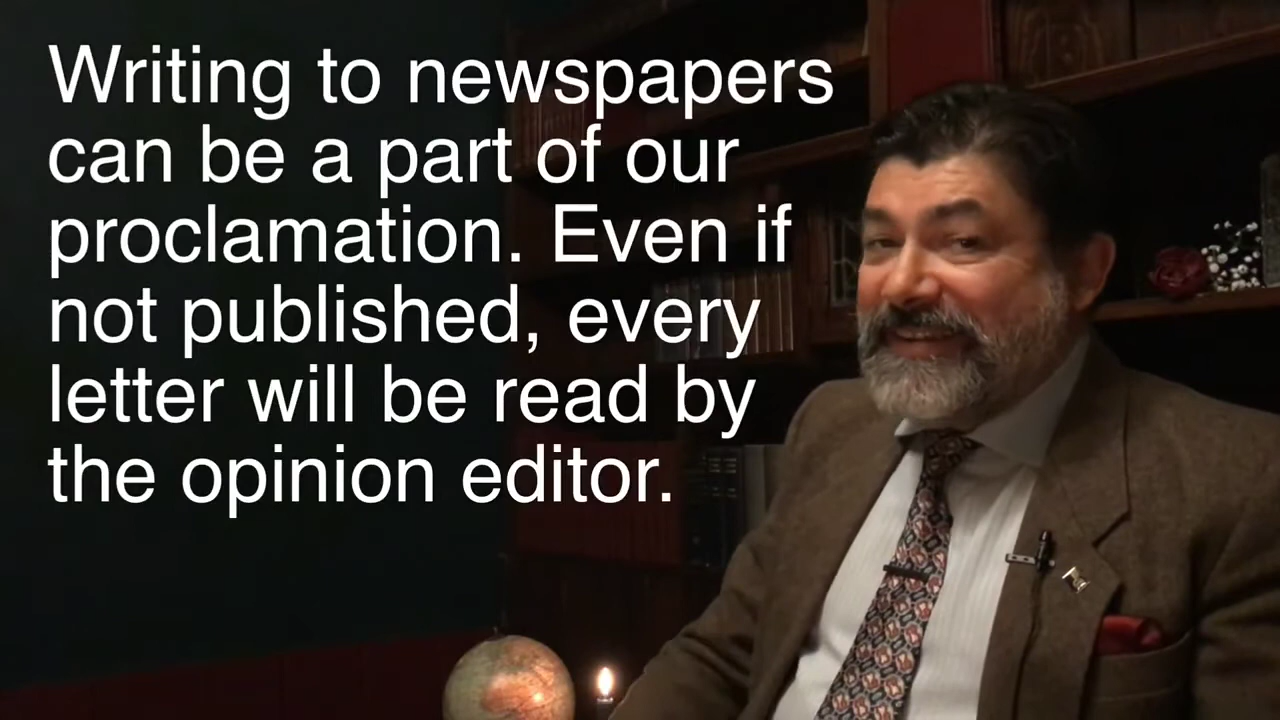 Writing to newspapers
can be a part of our
proclamation. Even if
not published, every
letter will be read by
the opinion editor.